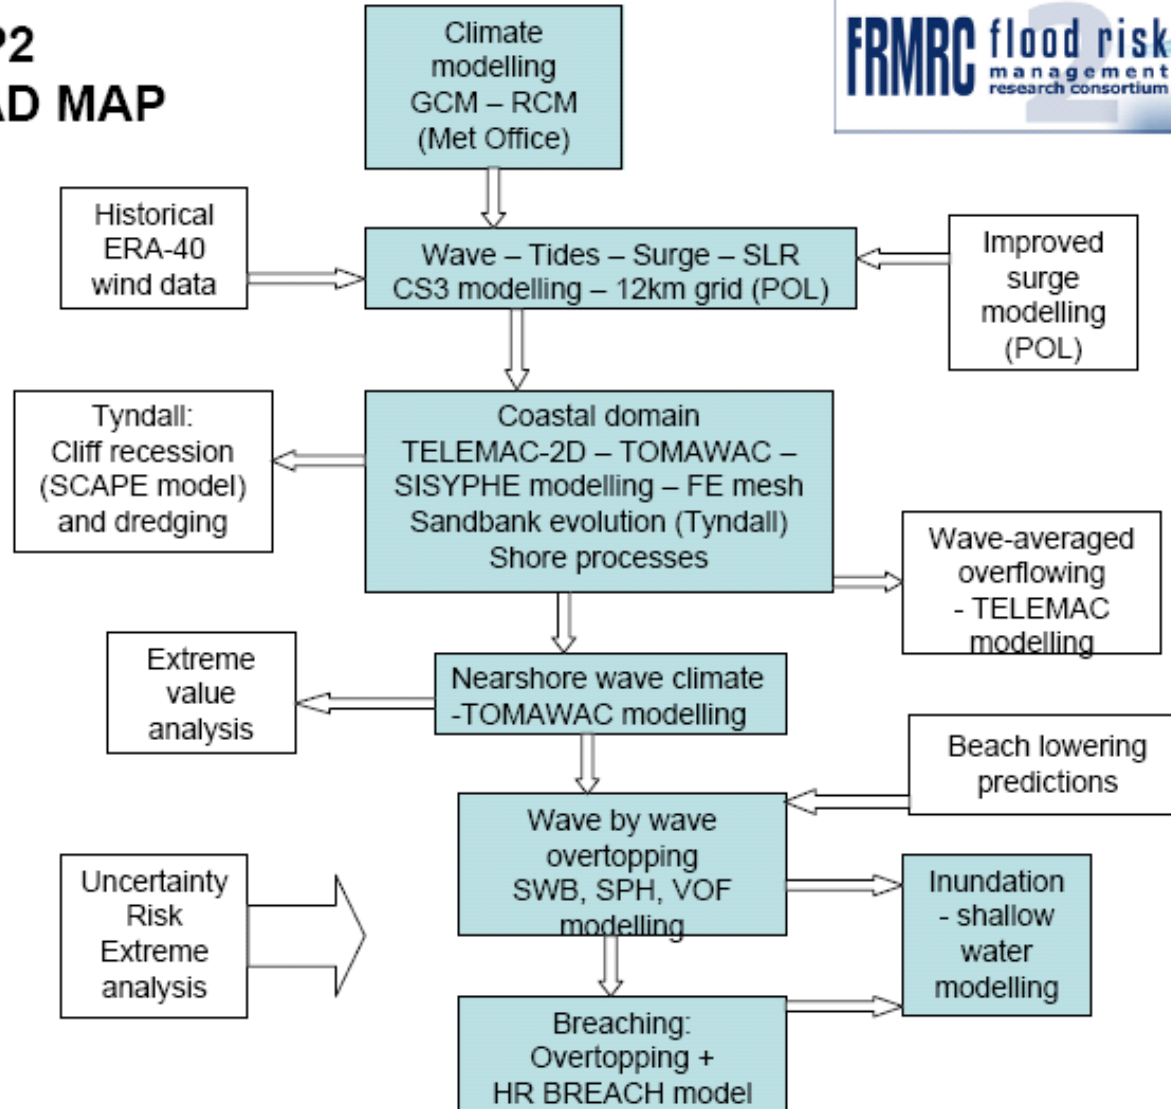 P2
AD MAP
FRMRC flood risk
management
research consortium
2
Climate
modelling
GCM – RCM
(Met Office)
Historical
ERA-40
wind data
Wave – Tides – Surge – SLR
CS3 modelling – 12km grid (POL)
Improved
surge
modelling
(POL)
Tyndall:
Cliff recession
(SCAPE model)
and dredging
Coastal domain
TELEMAC-2D – TOMAWAC –
SISYPHE modelling – FE mesh
Sandbank evolution (Tyndall)
Shore processes
Wave-averaged
overflowing
- TELEMAC
modelling
Extreme
value
analysis
Nearshore wave climate
-TOMAWAC modelling
Beach lowering
predictions
Wave by wave
overtopping
SWB, SPH, VOF
modelling
Uncertainty
Risk
Extreme
analysis
Inundation
- shallow
water
modelling
Breaching:
Overtopping +
HR BREACH model